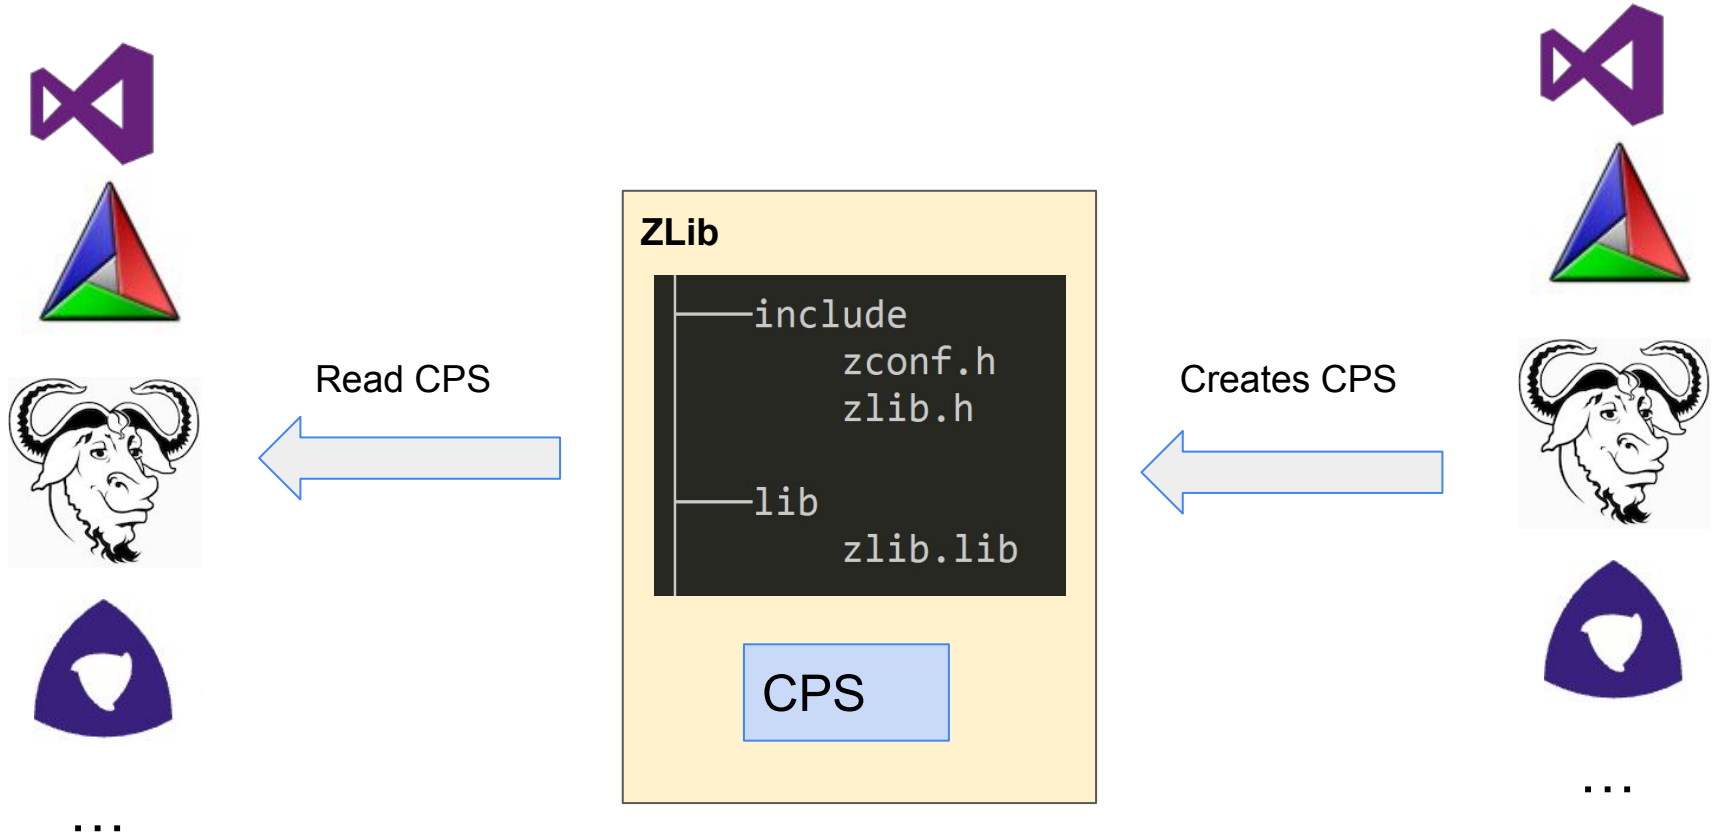 ZLib
include
zconf.h
zlib.h
lib
zlib.lib
CPS
Read CPS
Creates CPS
...
...